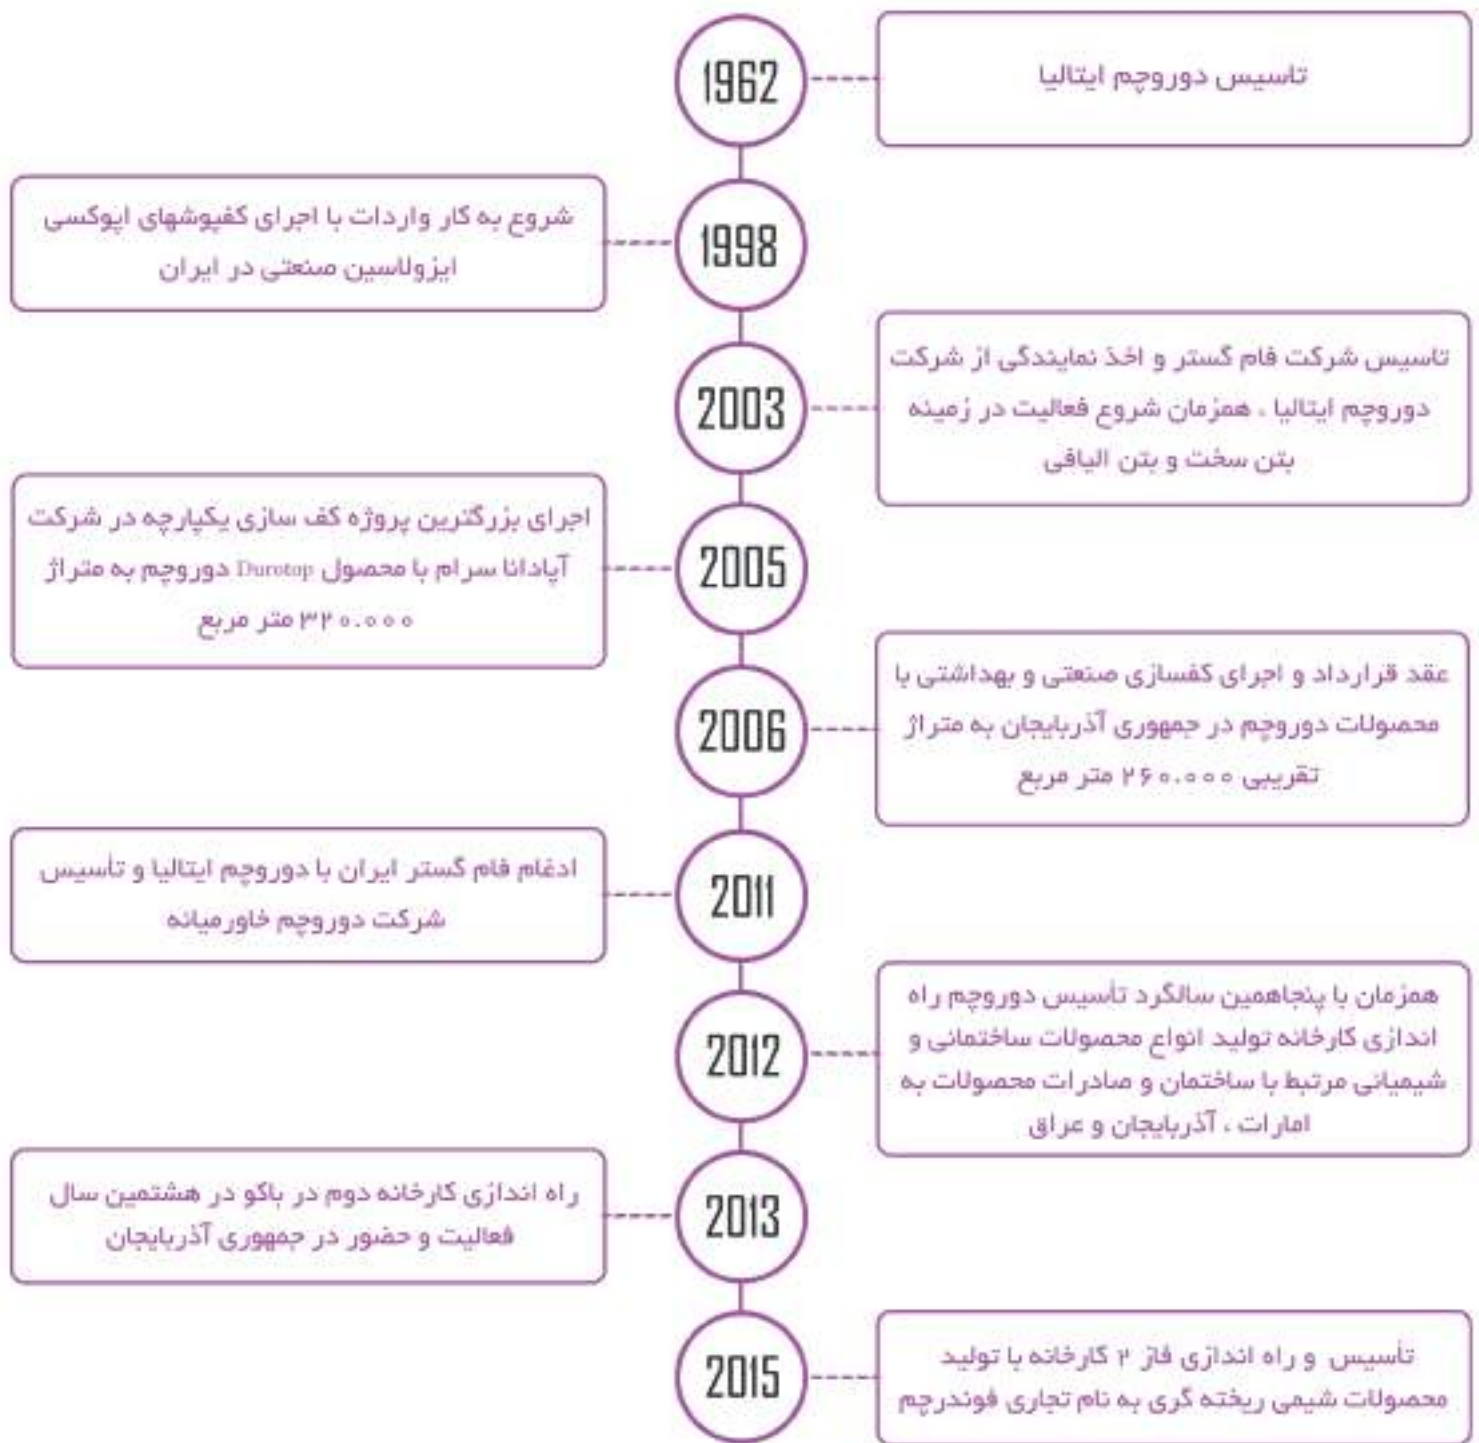 1962
تاسیس دوروچم ایتالیا
1998
شروع به کار واردات با اجرای کفپوشهای اپوکسی
ایزولاسین صنعتی در ایران
2003
تاسیس شرکت فام گستر و اخذ نمایندگی از شرکت
دوروچم ایتالیا ، همزمان شروع فعالیت در زمینه
بتن سخت و بتن الیافی
2005
اجرای بزرگترین پروژه کف سازی یکپارچه در شرکت
آپادانا سرام با محصول Durotop دوروچم به متراژ
۳۲۰.۰۰۰ متر مربع
2006
عقد قرارداد و اجرای کفسازی صنعتی و بهداشتی با
محصولات دوروچم در جمهوری آذربایجان به متراژ
تقریبی ۲۶۰.۰۰۰ متر مربع
2011
ادغام فام گستر ایران با دوروچم ایتالیا و تأسیس
شرکت دوروچم خاورمیانه
2012
همزمان با پنجاهمین سالگرد تأسیس دوروچم راه
اندازی کارخانه تولید انواع محصولات ساختمانی و
شیمیانی مرتبط با ساختمان و صادرات محصولات به
امارات ، آذربایجان و عراق
2013
راه اندازی کارخانه دوم در باکو در هشتمین سال
فعالیت و حضور در جمهوری آذربایجان
2015
تأسیس و راه اندازی فاز ۲ کارخانه با تولید
محصولات شیمی ریخته گری به نام تجاری فوندرچم